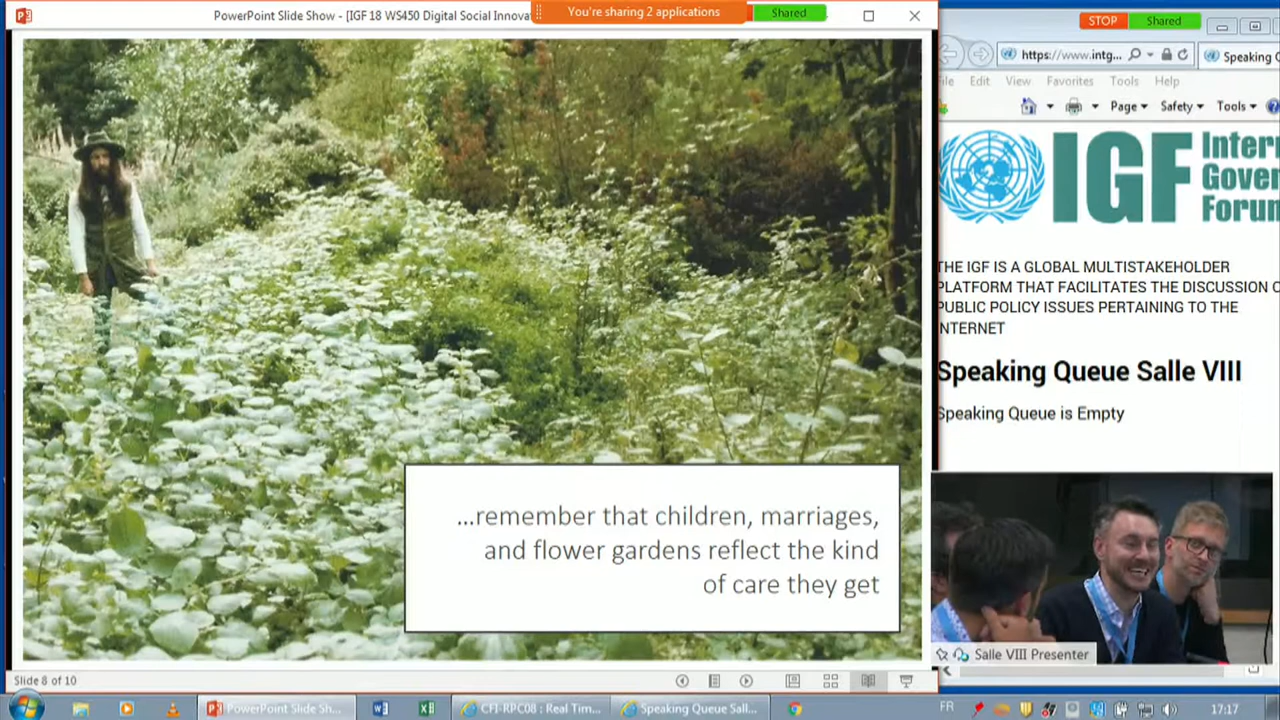 PowerPoint Slide Show - [IGF 18 WS450 Digital Social Innova
You're sharing 2 applications
Shared
STOP
Shared
https://www.intg...
Speaking Q
File Edit View Favorites Tools Help
Page Safety Tools
IGF
Intern
Gover
Forum
THE IGF IS A GLOBAL MULTISTAKEHOLDER
PLATFORM THAT FACILITATES THE DISCUSSION O
PUBLIC POLICY ISSUES PERTAINING TO THE
INTERNET
Speaking Queue Salle VIII
Speaking Queue is Empty
...remember that children, marriages,
and flower gardens reflect the kind
of care they get
Salle VIII Presenter
Slide 8 of 10
PowerPoint Slide Sh...
CFI-RPC08 : Real Tim...
Speaking Queue Sall...
FR
17:17